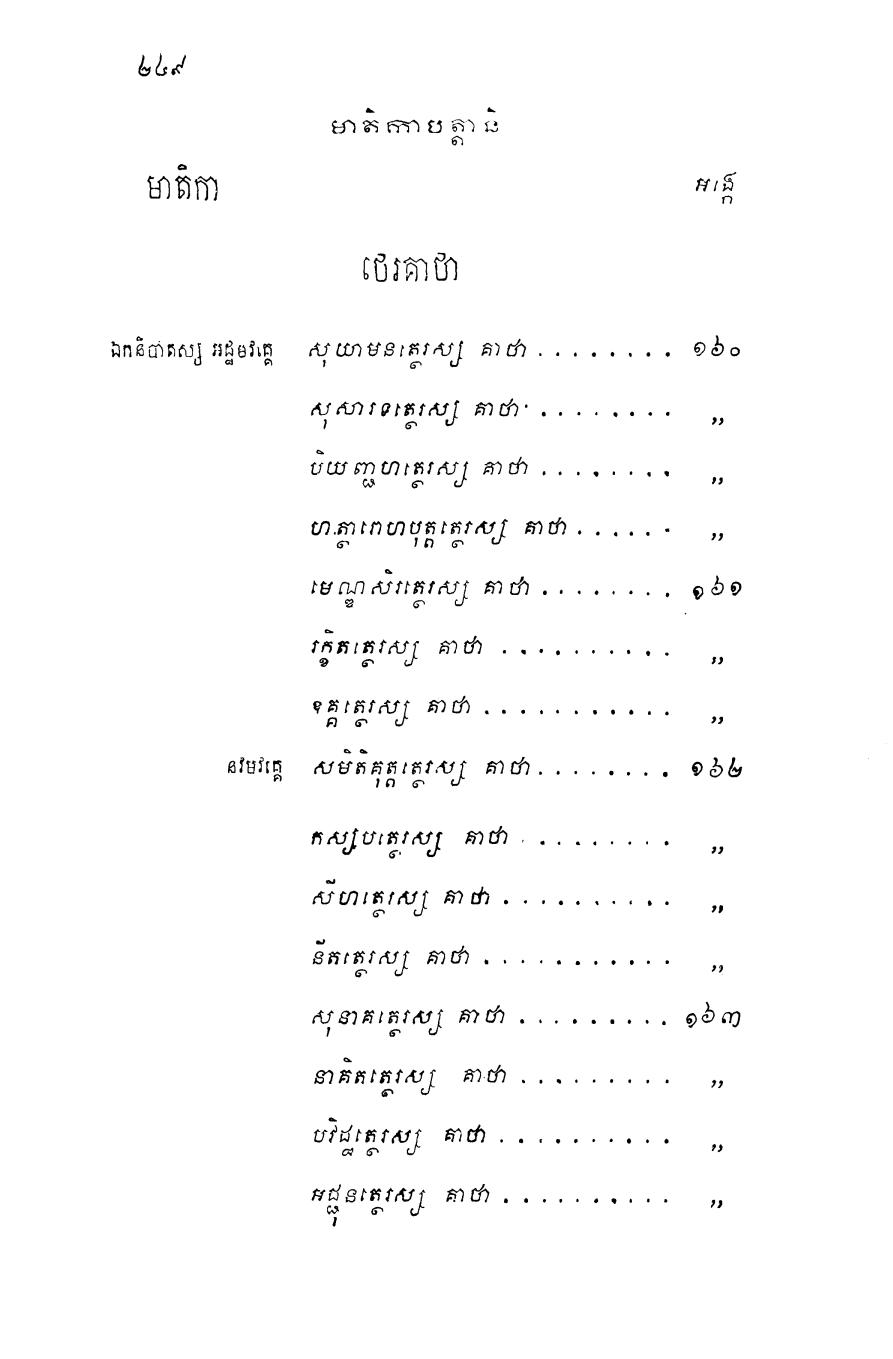 ២៤៩
មាតិកាបត្តានិ
មាតិកា អង្កេ
ថេរគាថា
ឯកនិបាតស្ស អដ្ឋមវគ្គេ សុយាមនត្ថេរស្ស គាថា . . . . . . . . ១៦០
សុសារទត្ថេរស្ស គាថា . . . . . . . . ,,
បិយញ្ជហត្ថេរស្ស គាថា . . . . . . . . ,,
ហត្ថារោហបុត្តត្ថេរស្ស គាថា . . . . . . ,,
មេណ្ឌសិរត្ថេរស្ស គាថា . . . . . . . . ១៦១
រក្ខិតត្ថេរស្ស គាថា . . . . . . . . . . ,,
ឧគ្គត្ថេរស្ស គាថា . . . . . . . . . . . ,,
នវមវគ្គេ សមិតិគុត្តត្ថេរស្ស គាថា . . . . . . . . ១៦២
កស្សបត្ថេរស្ស គាថា . . . . . . . . . ,,
សីហត្ថេរស្ស គាថា . . . . . . . . . . ,,
នីតត្ថេរស្ស គាថា . . . . . . . . . . . ,,
សុនាគត្ថេរស្ស គាថា . . . . . . . . . ១៦៣
នាគិតត្ថេរស្ស គាថា . . . . . . . . . ,,
បវិដ្ឋត្ថេរស្ស គាថា . . . . . . . . . . ,,
អជ្ជុនត្ថេរស្ស គាថា . . . . . . . . . . ,,